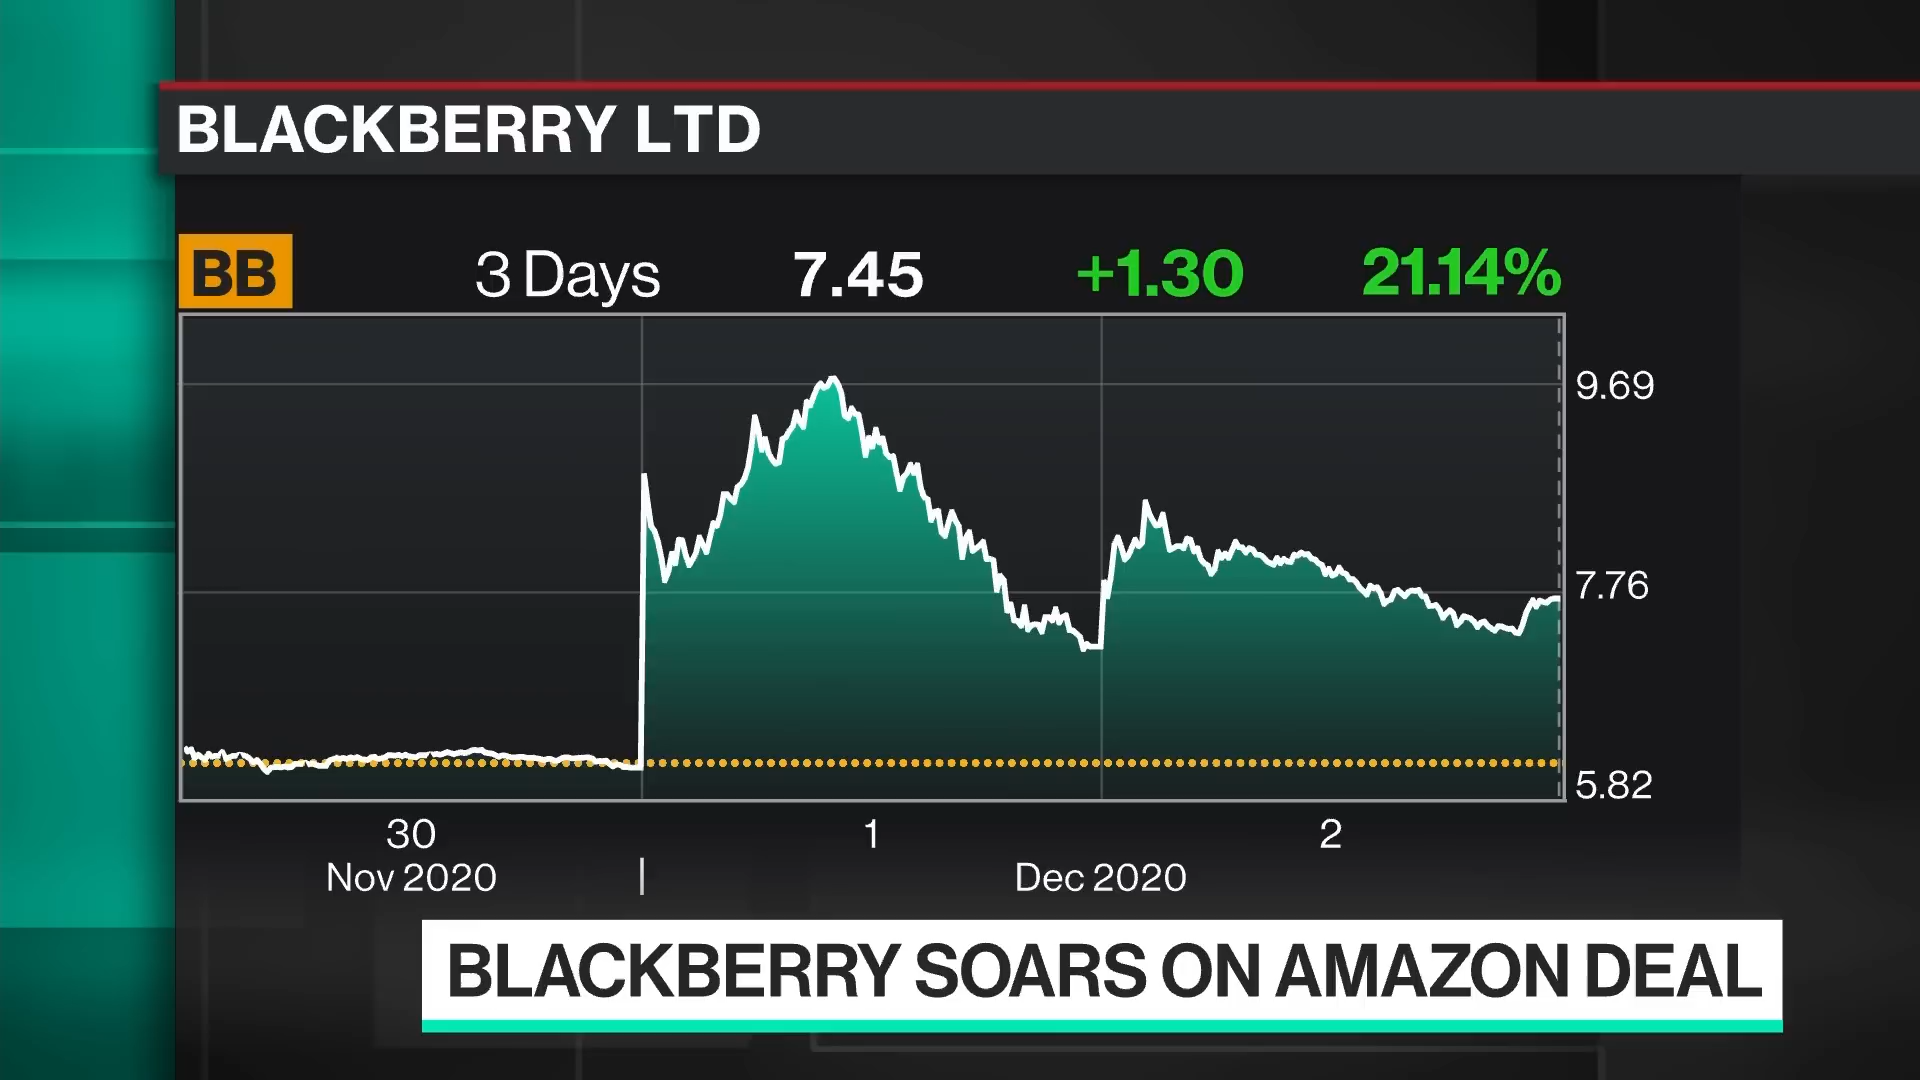 BLACKBERRY LTD
BB 3 Days 7.45 +1.30 21.14%
9.69
7.76
5.82
30 1 2
Nov 2020 Dec 2020
BLACKBERRY SOARS ON AMAZON DEAL